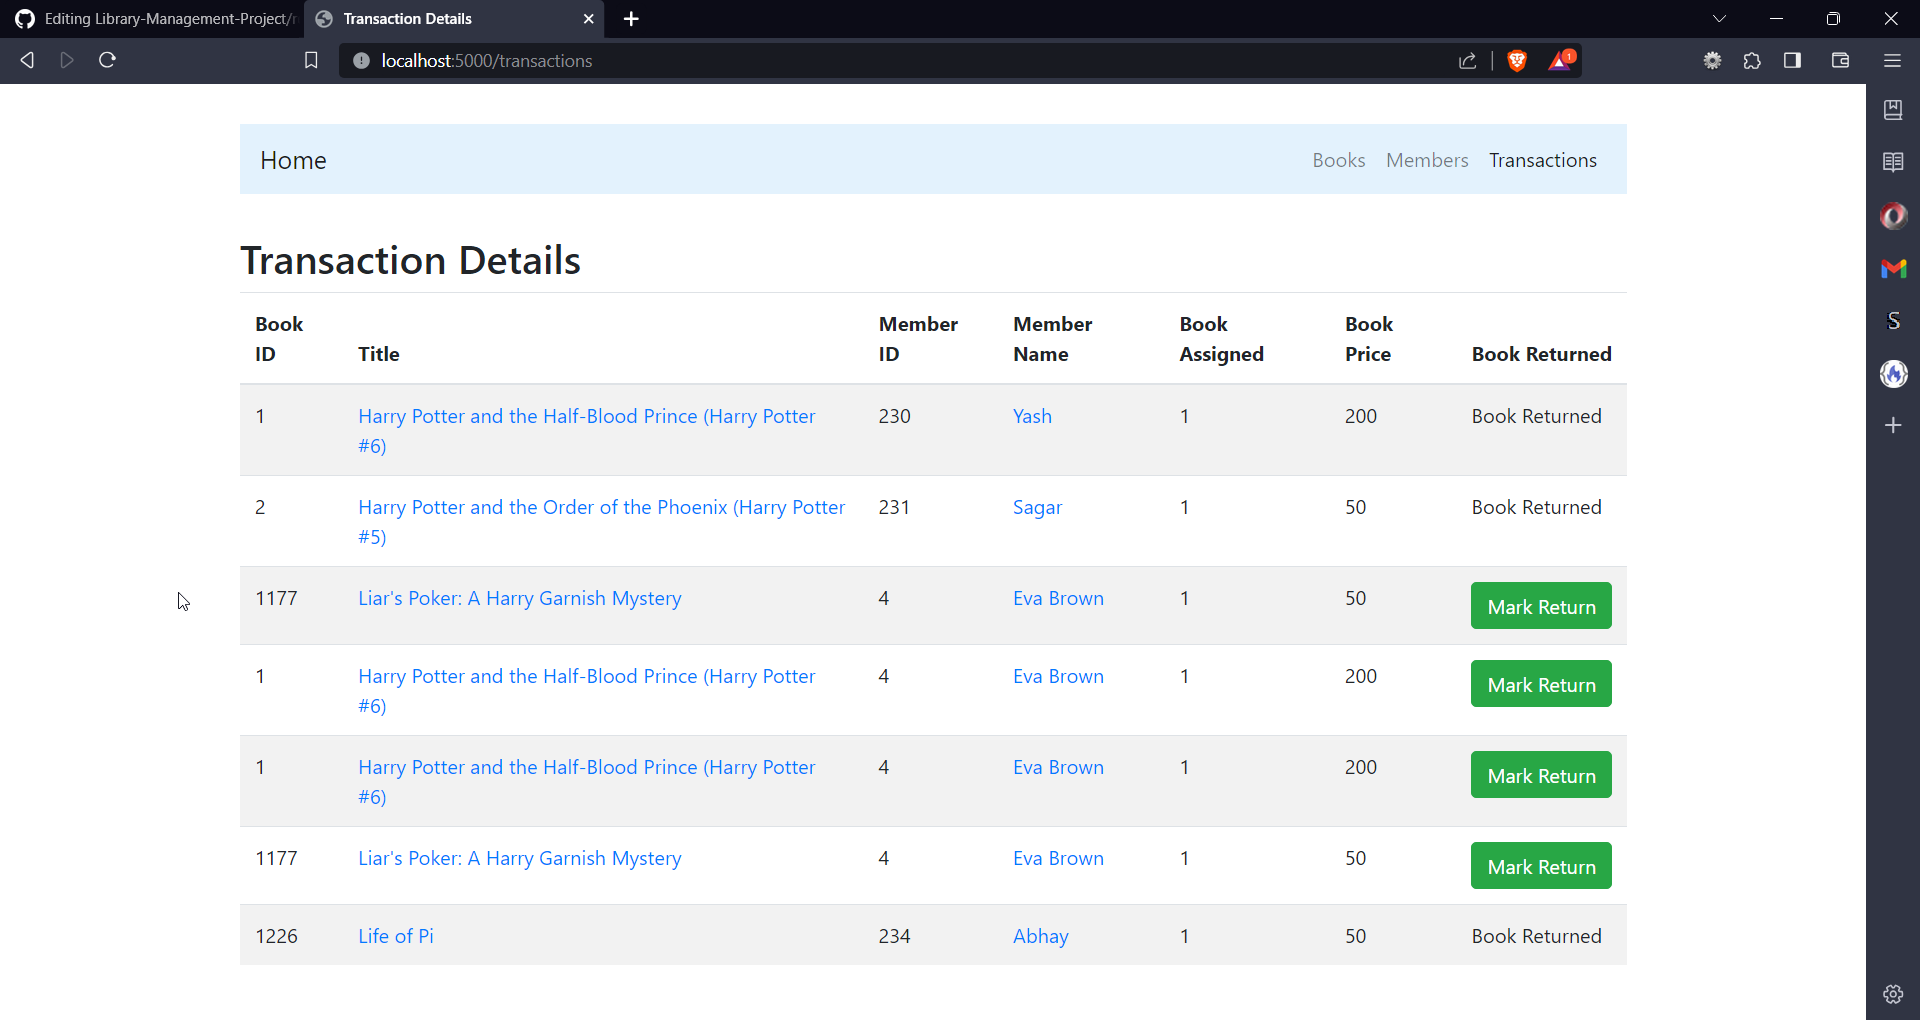 Editing Library-Management-Project/r
Transaction Details
localhost:5000/transactions
1
Home
Books Members Transactions
Transaction Details
Book ID Title Member ID Member Name Book Assigned Book Price Book Returned
1 Harry Potter and the Half-Blood Prince (Harry Potter 230 Yash 1 200 Book Returned
#6)
2 Harry Potter and the Order of the Phoenix (Harry Potter 231 Sagar 1 50 Book Returned
#5)
1177 Liar's Poker: A Harry Garnish Mystery 4 Eva Brown 1 50 Mark Return
1 Harry Potter and the Half-Blood Prince (Harry Potter 4 Eva Brown 1 200 Mark Return
#6)
1 Harry Potter and the Half-Blood Prince (Harry Potter 4 Eva Brown 1 200 Mark Return
#6)
1177 Liar's Poker: A Harry Garnish Mystery 4 Eva Brown 1 50 Mark Return
1226 Life of Pi 234 Abhay 1 50 Book Returned
S